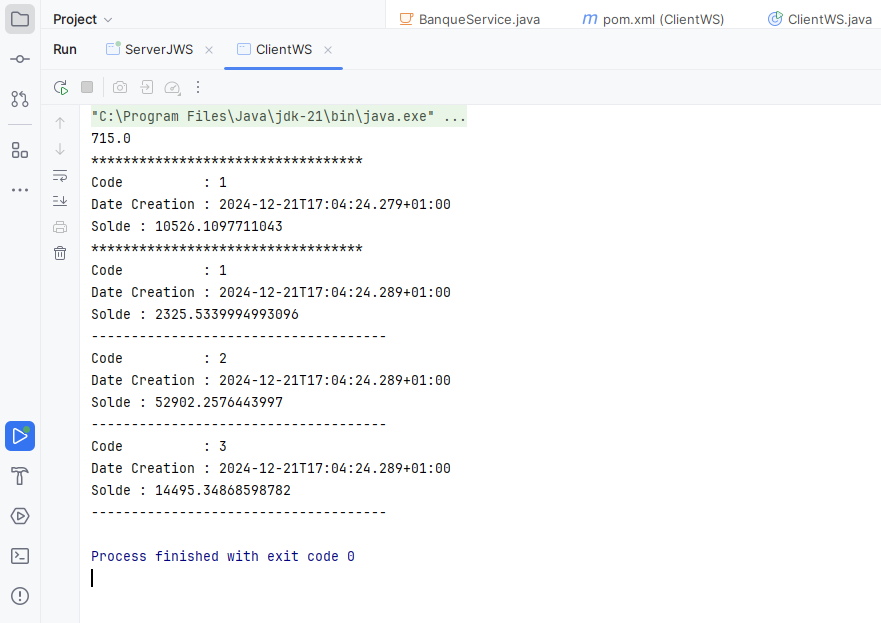 Project
BanqueService.java
m pom.xml (ClientWS)
ClientWS.java
Run
ServerJWS
ClientWS
"C:\Program Files\Java\jdk-21\bin\java.exe" ...
715.0
**********************************
Code          : 1
Date Creation : 2024-12-21T17:04:24.279+01:00
Solde : 10526.1097711043
**********************************
Code          : 1
Date Creation : 2024-12-21T17:04:24.289+01:00
Solde : 2325.5339994993096
-------------------------------------
Code          : 2
Date Creation : 2024-12-21T17:04:24.289+01:00
Solde : 52902.2576443997
-------------------------------------
Code          : 3
Date Creation : 2024-12-21T17:04:24.289+01:00
Solde : 14495.34868598782
-------------------------------------
Process finished with exit code 0